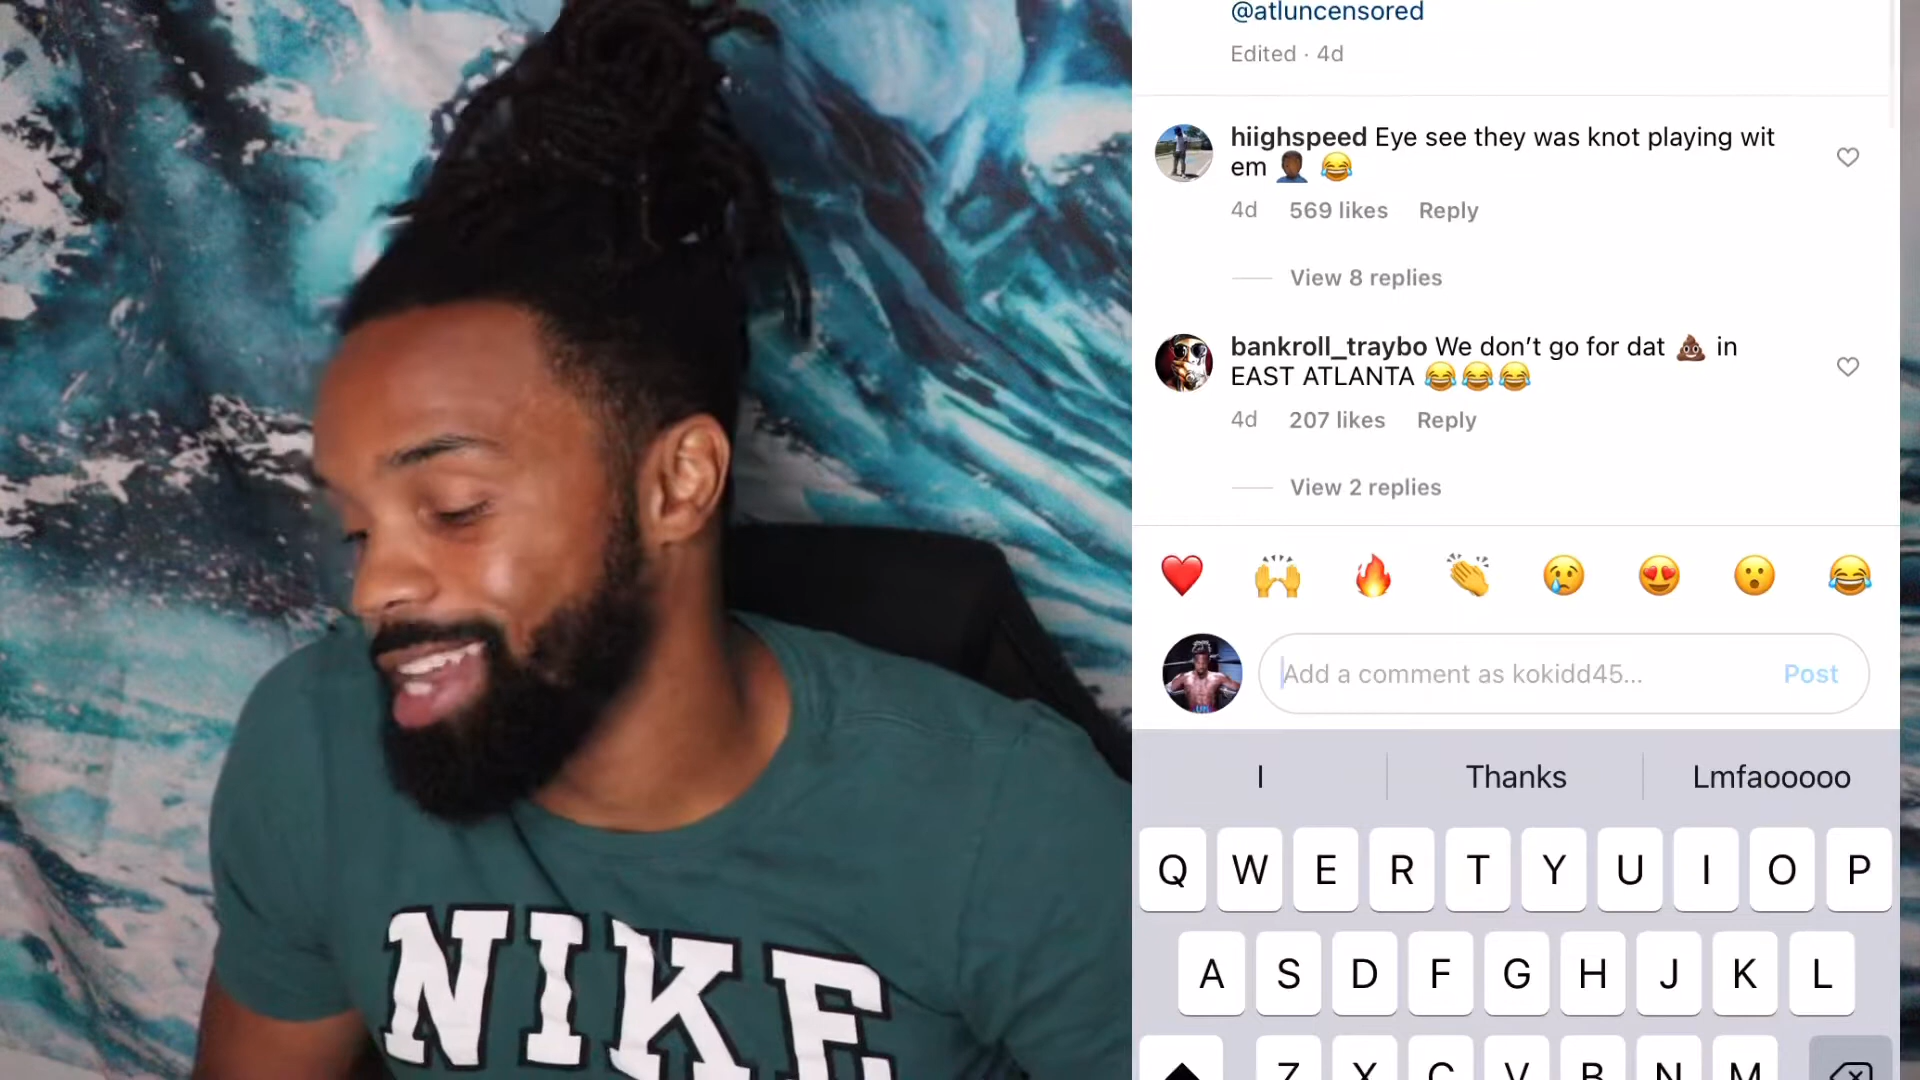 @atluncensored
Edited · 4d
hiighspeed Eye see they was knot playing wit
em 🤦🏾‍♂️ 😂
4d 569 likes Reply
View 8 replies
bankroll_traybo We don’t go for dat 💩 in
EAST ATLANTA 😂😂😂
4d 207 likes Reply
View 2 replies
❤️ 🙌 🔥 👏 😢 😍 😮 😂
Add a comment as kokidd45... Post
I Thanks Lmfaooooo
Q W E R T Y U I O P
A S D F G H J K L
Z X C V B N M
NIKE